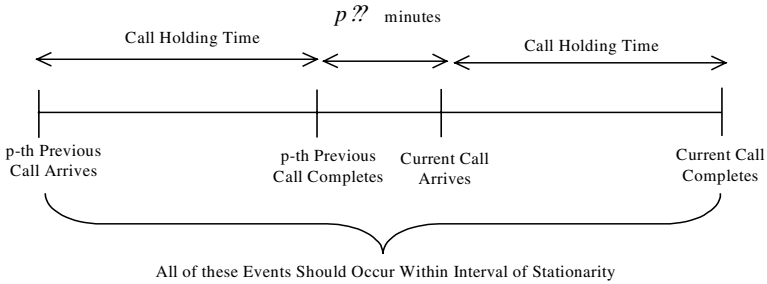 p ?? minutes
Call Holding Time
Call Holding Time
p-th Previous
Call Arrives
p-th Previous
Call Completes
Current Call
Arrives
Current Call
Completes
All of these Events Should Occur Within Interval of Stationarity